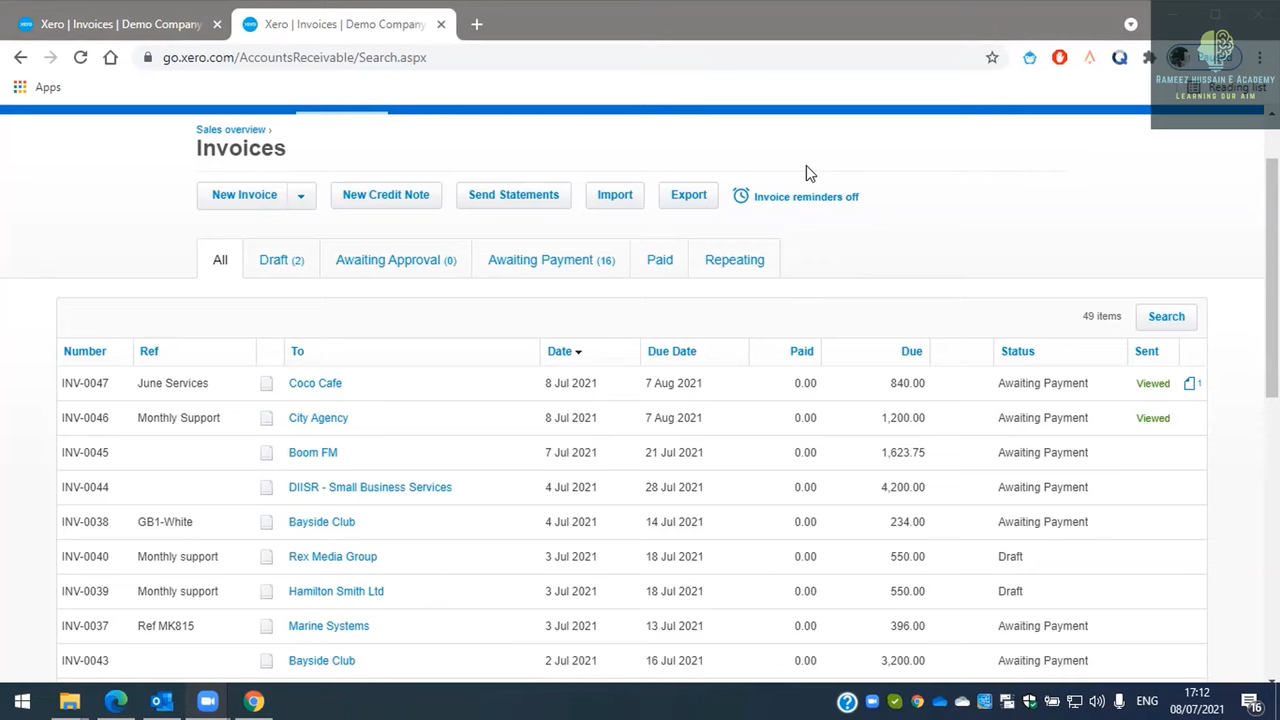 Xero | Invoices | Demo Company
Xero | Invoices | Demo Company
go.xero.com/AccountsReceivable/Search.aspx
Apps
Reading list
RAMEEZ HUSSAIN E ACADEMY
LEARNING OUR AIM
Sales overview ›
Invoices
New Invoice
New Credit Note
Send Statements
Import
Export
Invoice reminders off
All
Draft (2)
Awaiting Approval (0)
Awaiting Payment (16)
Paid
Repeating
49 items
Search
Number Ref To Date Due Date Paid Due Status Sent
INV-0047 June Services Coco Cafe 8 Jul 2021 7 Aug 2021 0.00 840.00 Awaiting Payment Viewed 1
INV-0046 Monthly Support City Agency 8 Jul 2021 7 Aug 2021 0.00 1,200.00 Awaiting Payment Viewed
INV-0045 Boom FM 7 Jul 2021 21 Jul 2021 0.00 1,623.75 Awaiting Payment
INV-0044 DIISR - Small Business Services 4 Jul 2021 28 Jul 2021 0.00 4,200.00 Awaiting Payment
INV-0038 GB1-White Bayside Club 4 Jul 2021 14 Jul 2021 0.00 234.00 Awaiting Payment
INV-0040 Monthly support Rex Media Group 3 Jul 2021 18 Jul 2021 0.00 550.00 Draft
INV-0039 Monthly support Hamilton Smith Ltd 3 Jul 2021 18 Jul 2021 0.00 550.00 Draft
INV-0037 Ref MK815 Marine Systems 3 Jul 2021 13 Jul 2021 0.00 396.00 Awaiting Payment
INV-0043 Bayside Club 2 Jul 2021 16 Jul 2021 0.00 3,200.00 Awaiting Payment
ENG
17:12
08/07/2021
16